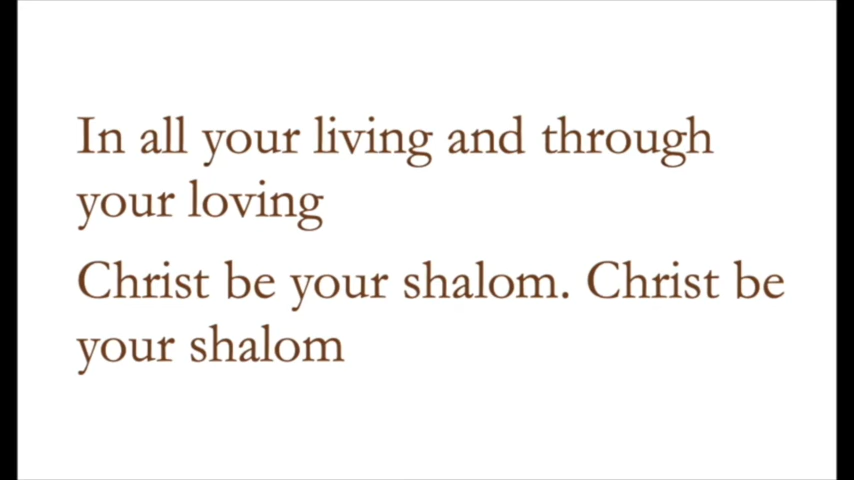 In all your living and through
your loving
Christ be your shalom. Christ be
your shalom